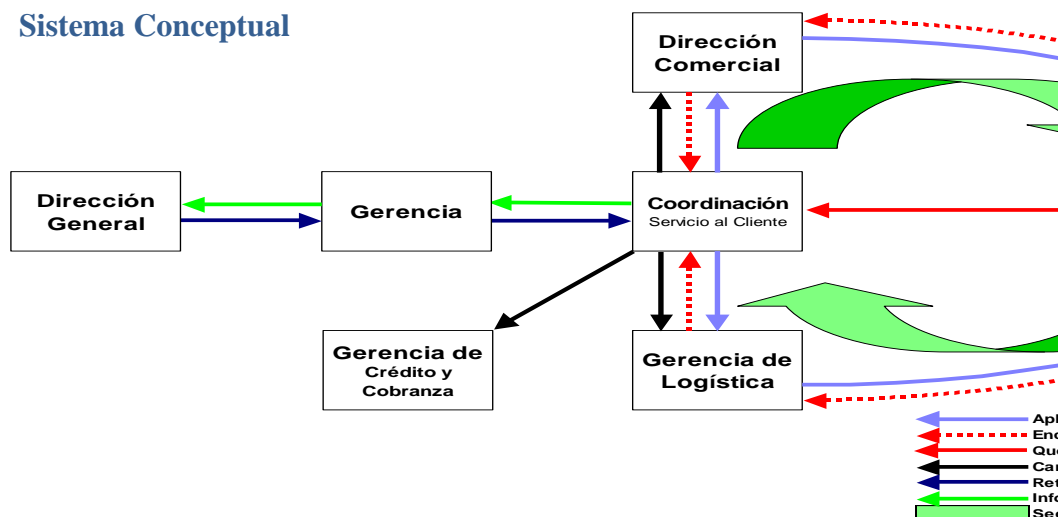 Sistema Conceptual
Dirección
Comercial
Dirección
General
Gerencia
Coordinación
Servicio al Cliente
Gerencia de
Crédito y
Cobranza
Gerencia de
Logística